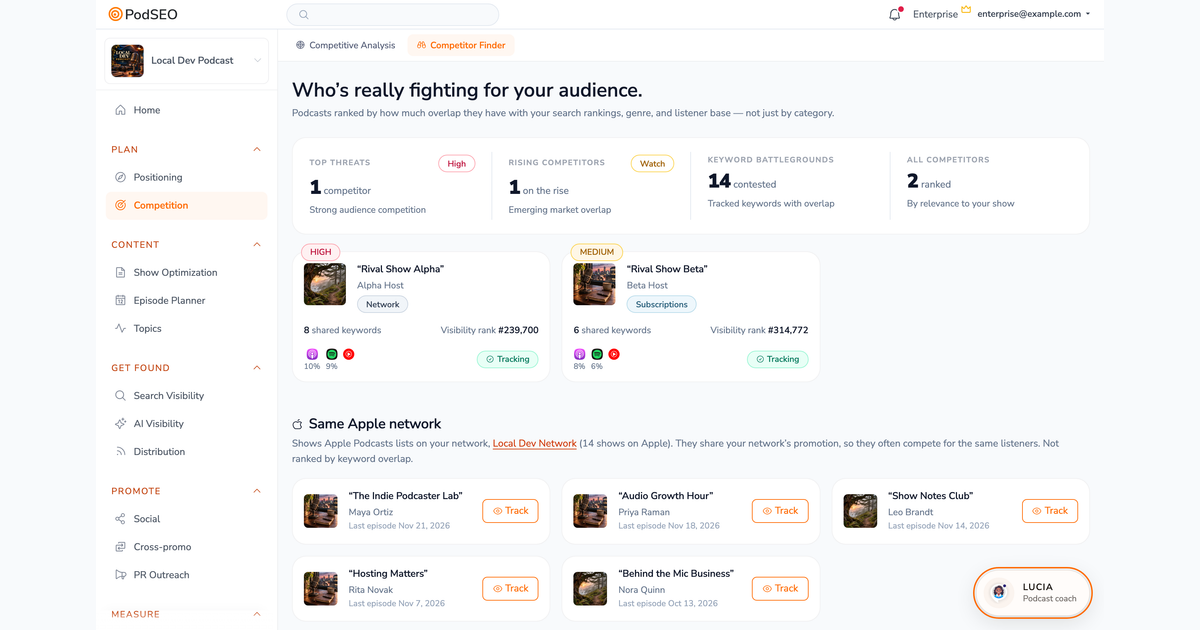 PodSEO
Enterprise
enterprise@example.com
Local Dev Podcast
Home
PLAN
Positioning
Competition
CONTENT
Show Optimization
Episode Planner
Topics
GET FOUND
Search Visibility
AI Visibility
Distribution
PROMOTE
Social
Cross-promo
PR Outreach
MEASURE
Competitive Analysis
Competitor Finder
Who's really fighting for your audience.
Podcasts ranked by how much overlap they have with your search rankings, genre, and listener base — not just by category.
TOP THREATS
High
1 competitor
Strong audience competition
RISING COMPETITORS
Watch
1 on the rise
Emerging market overlap
KEYWORD BATTLEGROUNDS
14 contested
Tracked keywords with overlap
ALL COMPETITORS
2 ranked
By relevance to your show
HIGH
“Rival Show Alpha”
Alpha Host
Network
8 shared keywords
Visibility rank #239,700
10% 9%
Tracking
MEDIUM
“Rival Show Beta”
Beta Host
Subscriptions
6 shared keywords
Visibility rank #314,772
8% 6%
Tracking
Same Apple network
Shows Apple Podcasts lists on your network, Local Dev Network (14 shows on Apple). They share your network's promotion, so they often compete for the same listeners. Not
ranked by keyword overlap.
“The Indie Podcaster Lab”
Maya Ortiz
Last episode Nov 21, 2026
Track
“Audio Growth Hour”
Priya Raman
Last episode Nov 18, 2026
Track
“Show Notes Club”
Leo Brandt
Last episode Nov 14, 2026
Track
“Hosting Matters”
Rita Novak
Last episode Nov 7, 2026
Track
“Behind the Mic Business”
Nora Quinn
Last episode Oct 13, 2026
Track
LUCIA
Podcast coach